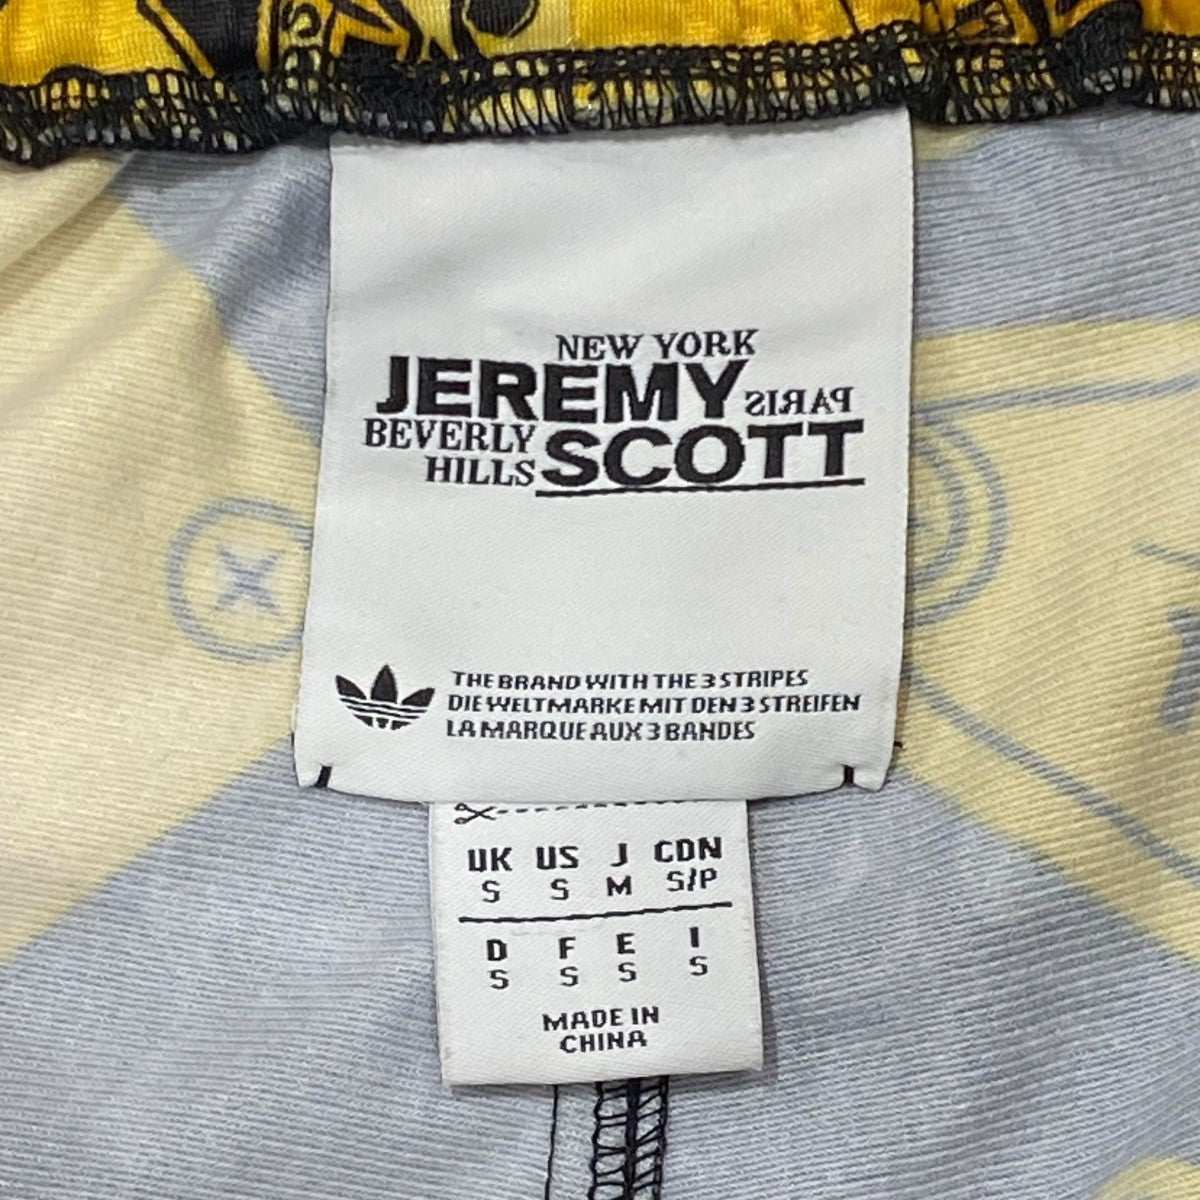 NEW YORK
JEREMY PARIS
BEVERLY SCOTT
HILLS
THE BRAND WITH THE 3 STRIPES
DIE WELTMARKE MIT DEN 3 STREIFEN
LA MARQUE AUX 3 BANDES
UK US J CDN
S S M S/P
D F E I
S S S S
MADE IN
CHINA